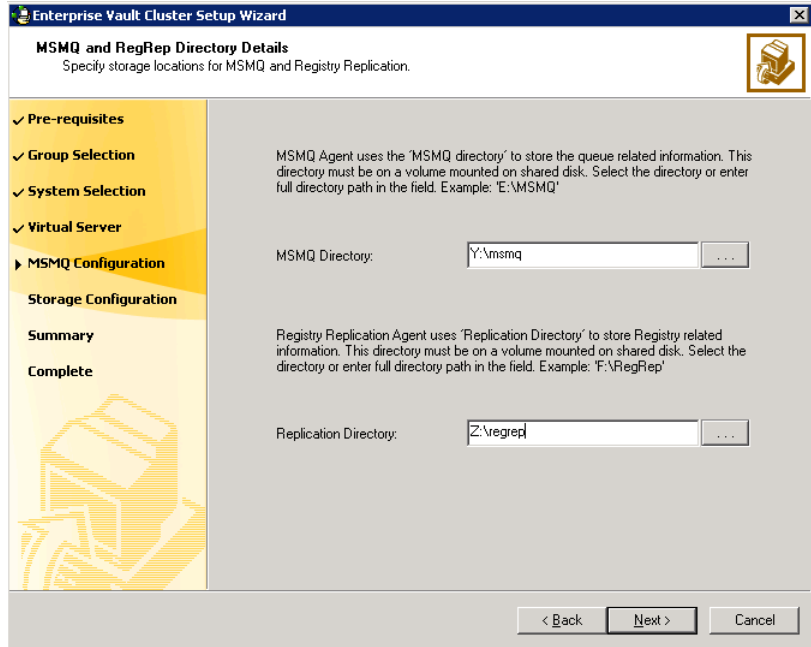 Enterprise Vault Cluster Setup Wizard
MSMQ and RegRep Directory Details
Specify storage locations for MSMQ and Registry Replication.
Pre-requisites
Group Selection
System Selection
Virtual Server
MSMQ Configuration
Storage Configuration
Summary
Complete
MSMQ Agent uses the 'MSMQ directory' to store the queue related information. This
directory must be on a volume mounted on shared disk. Select the directory or enter
full directory path in the field. Example: 'E:\MSMQ'
MSMQ Directory:
Y:\msmq
...
Registry Replication Agent uses 'Replication Directory' to store Registry related
information. This directory must be on a volume mounted on shared disk. Select the
directory or enter full directory path in the field. Example: 'F:\RegRep'
Replication Directory:
Z:\regrep
...
< Back
Next >
Cancel